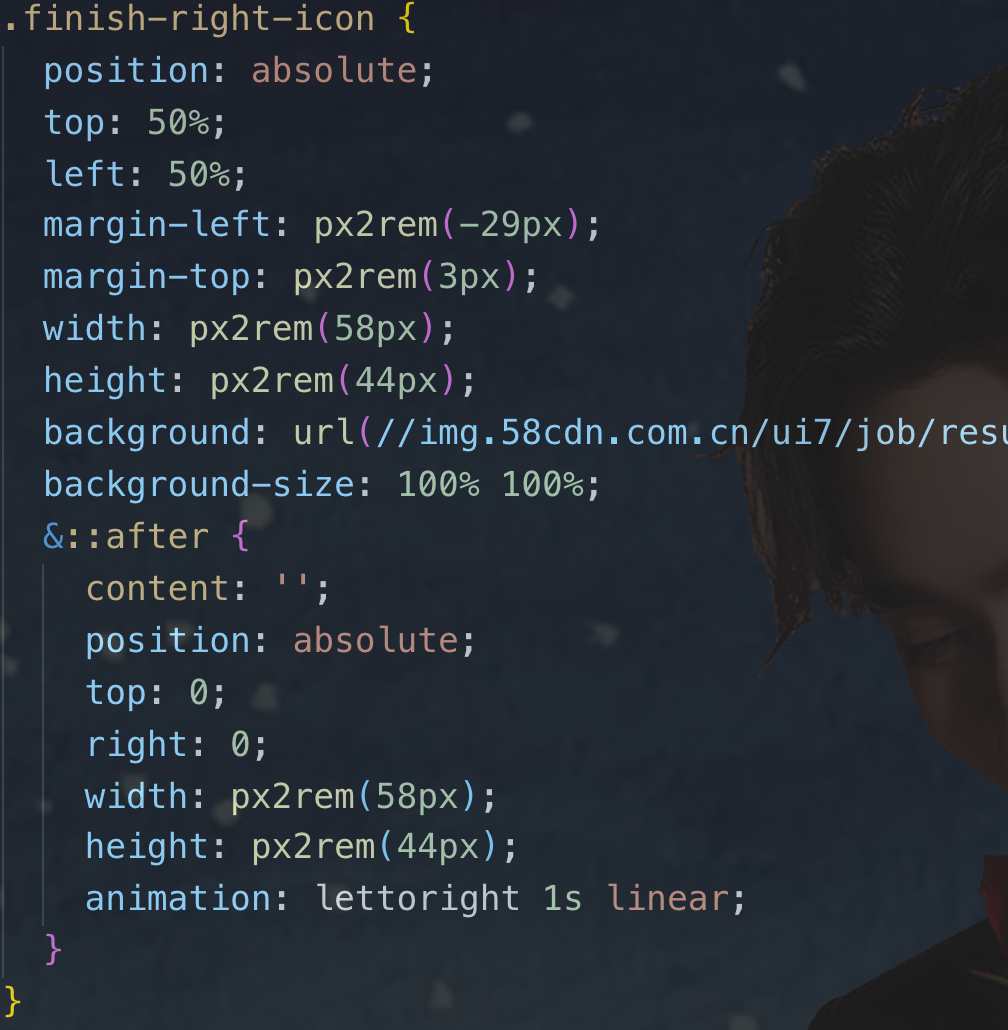 .finish-right-icon {
position: absolute;
top: 50%;
left: 50%;
margin-left: px2rem(-29px);
margin-top: px2rem(3px);
width: px2rem(58px);
height: px2rem(44px);
background: url(//img.58cdn.com.cn/ui7/job/resu
background-size: 100% 100%;
&::after {
content: '';
position: absolute;
top: 0;
right: 0;
width: px2rem(58px);
height: px2rem(44px);
animation: lettoright 1s linear;
}
}